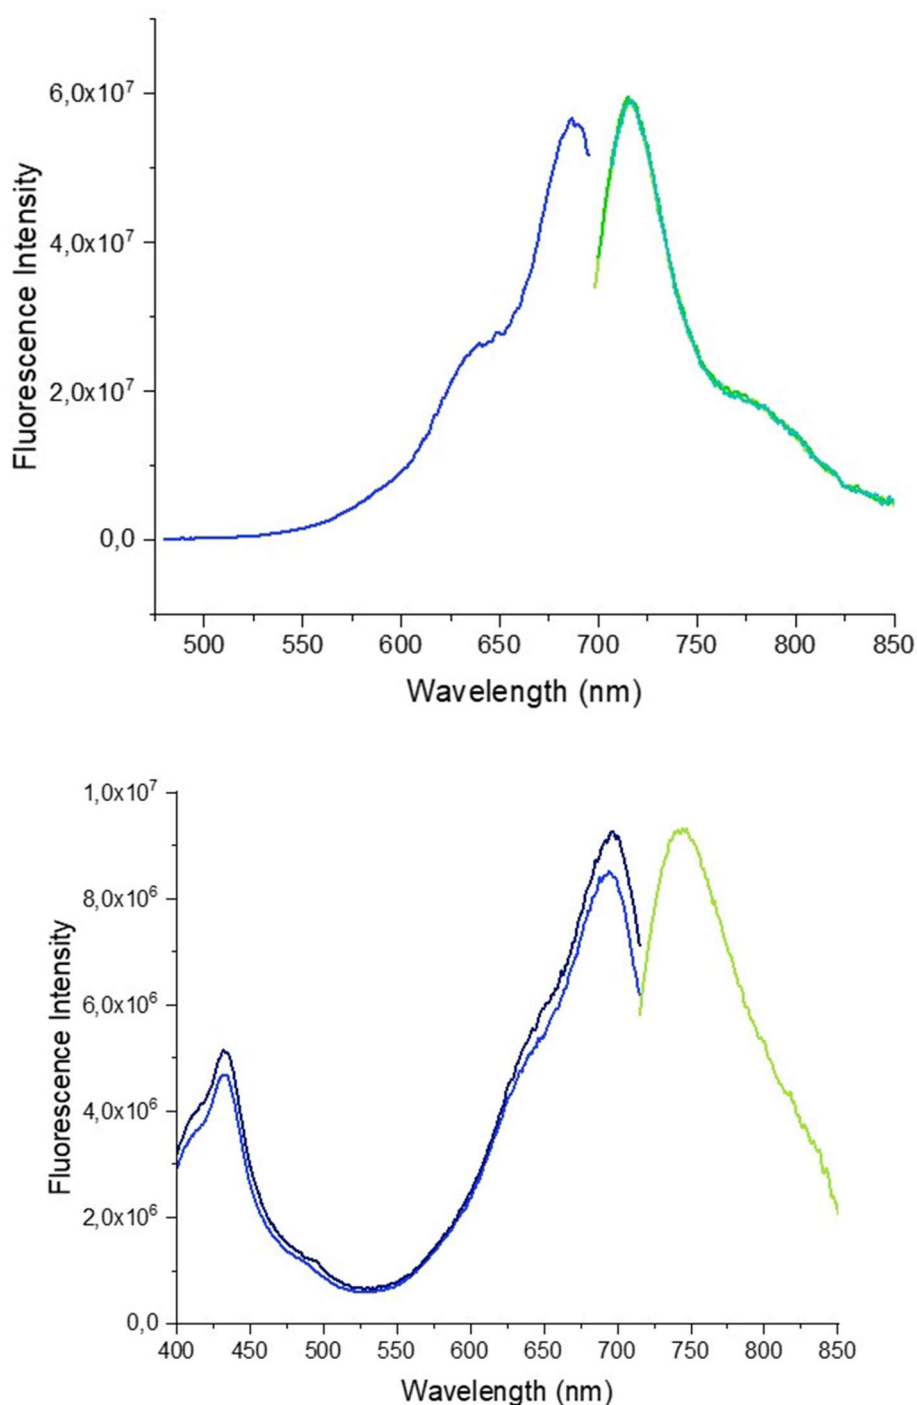 6,0x10⁷
4,0x10⁷
2,0x10⁷
0,0
Fluorescence Intensity
500 550 600 650 700 750 800 850
Wavelength (nm)
1,0x10⁷
8,0x10⁶
6,0x10⁶
4,0x10⁶
2,0x10⁶
0,0
Fluorescence Intensity
400 450 500 550 600 650 700 750 800 850
Wavelength (nm)